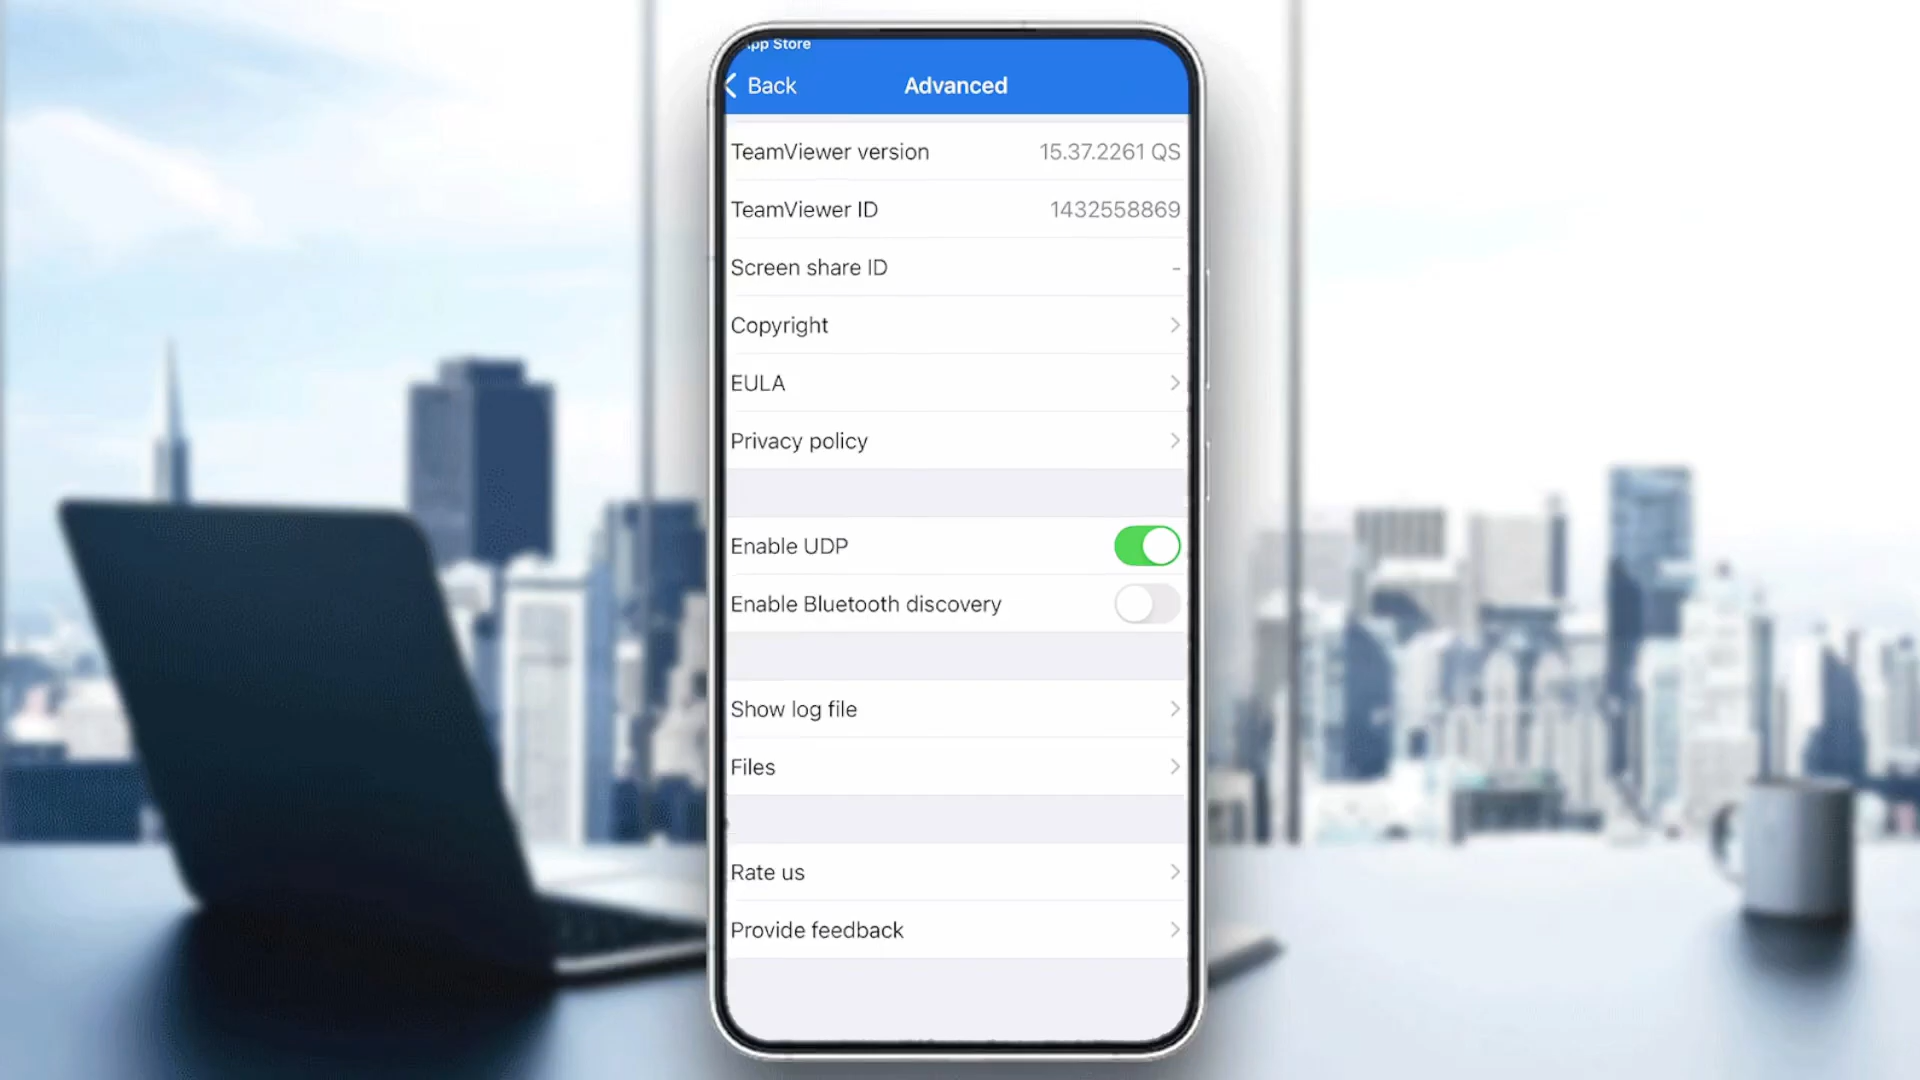 App Store
Back
Advanced
TeamViewer version 15.37.2261 QS
TeamViewer ID 1432558869
Screen share ID -
Copyright
EULA
Privacy policy
Enable UDP
Enable Bluetooth discovery
Show log file
Files
Rate us
Provide feedback